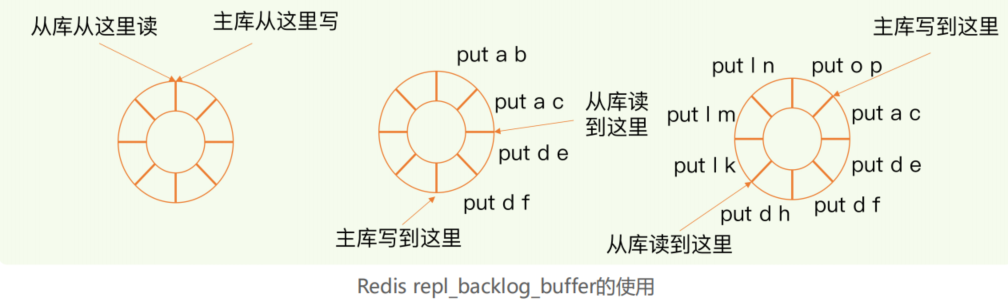 从库从这里读
主库从这里写
put a b
put a c
从库读
到这里
put d e
put d f
主库写到这里
主库写到这里
put l n
put o p
put l m
put a c
put l k
put d e
put d h
put d f
从库读到这里
Redis repl_backlog_buffer的使用